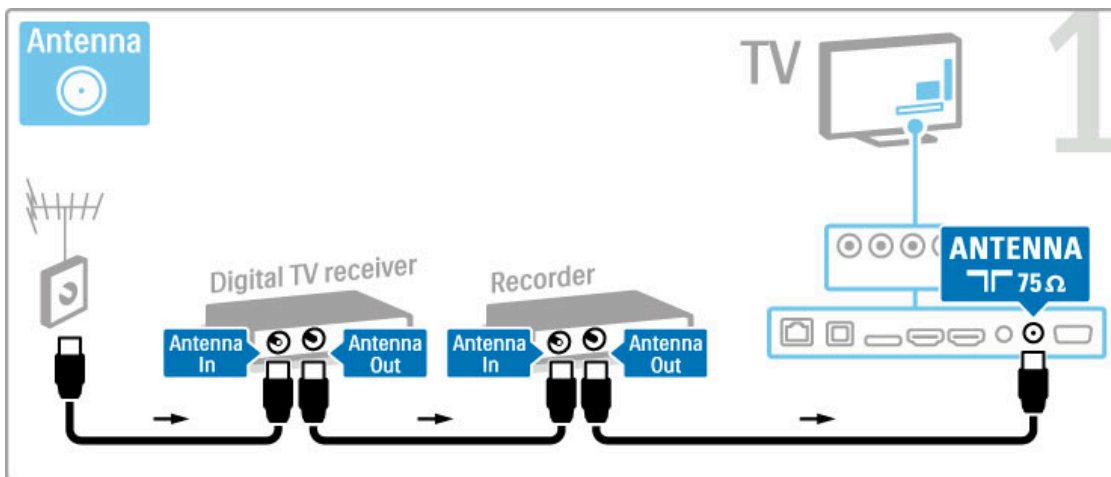 Antenna
TV
1
Digital TV receiver
Recorder
ANTENNA
75 Ω
Antenna
In
Antenna
Out
Antenna
In
Antenna
Out